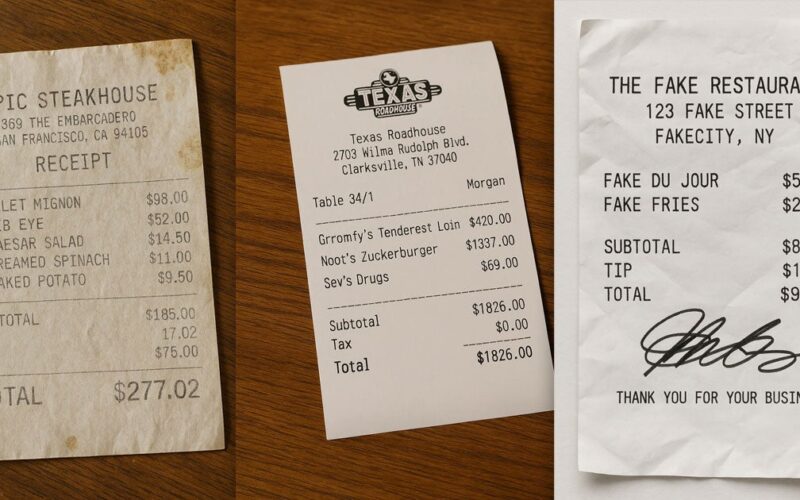 PIC STEAKHOUSE
369 THE EMBARCADERO
SAN FRANCISCO, CA 94105
RECEIPT
LET MIGNON $98.00
IB EYE $52.00
AESAR SALAD $14.50
REAMED SPINACH $11.00
AKED POTATO $9.50
TOTAL $185.00
17.02
$75.00
OTAL $277.02
TEXAS
ROADHOUSE
Texas Roadhouse
2703 Wilma Rudolph Blvd.
Clarksville, TN 37040
Table 34/1 Morgan
Grromfy's Tenderest Loin $420.00
Noot's Zuckerburger $1337.00
Sev's Drugs $69.00
Subtotal $1826.00
Tax $0.00
Total $1826.00
THE FAKE RESTAURA
123 FAKE STREET
FAKECITY, NY
FAKE DU JOUR $5
FAKE FRIES $2
SUBTOTAL $8
TIP $1
TOTAL $9
THANK YOU FOR YOUR BUSIN